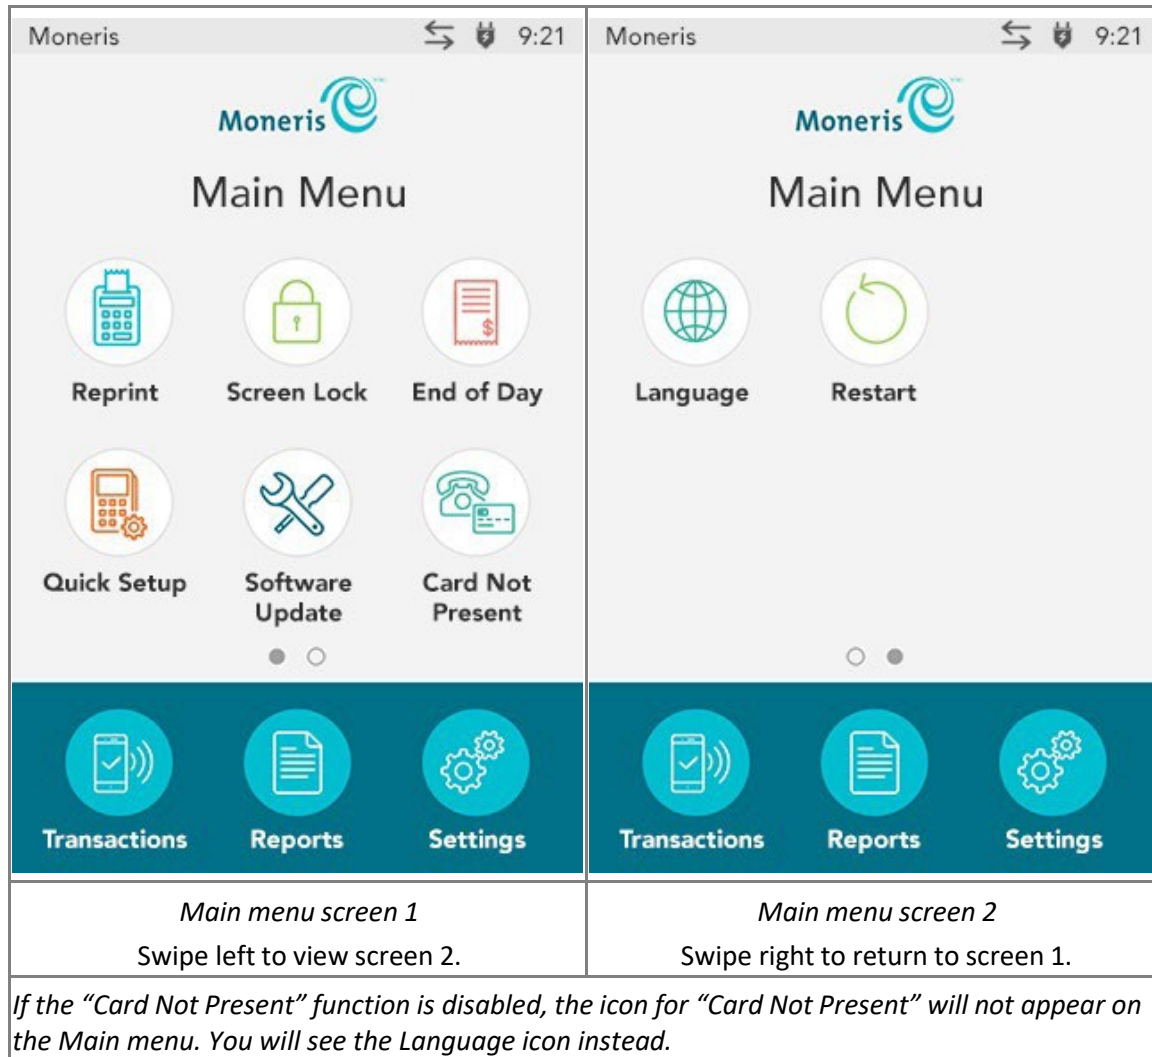 Moneris 9:21
Moneris
Main Menu
Reprint Screen Lock End of Day
$
Quick Setup Software Update Card Not Present
Transactions Reports Settings
Main menu screen 1
Swipe left to view screen 2.
Moneris 9:21
Moneris
Main Menu
Language Restart
Transactions Reports Settings
Main menu screen 2
Swipe right to return to screen 1.
If the “Card Not Present” function is disabled, the icon for “Card Not Present” will not appear on
the Main menu. You will see the Language icon instead.